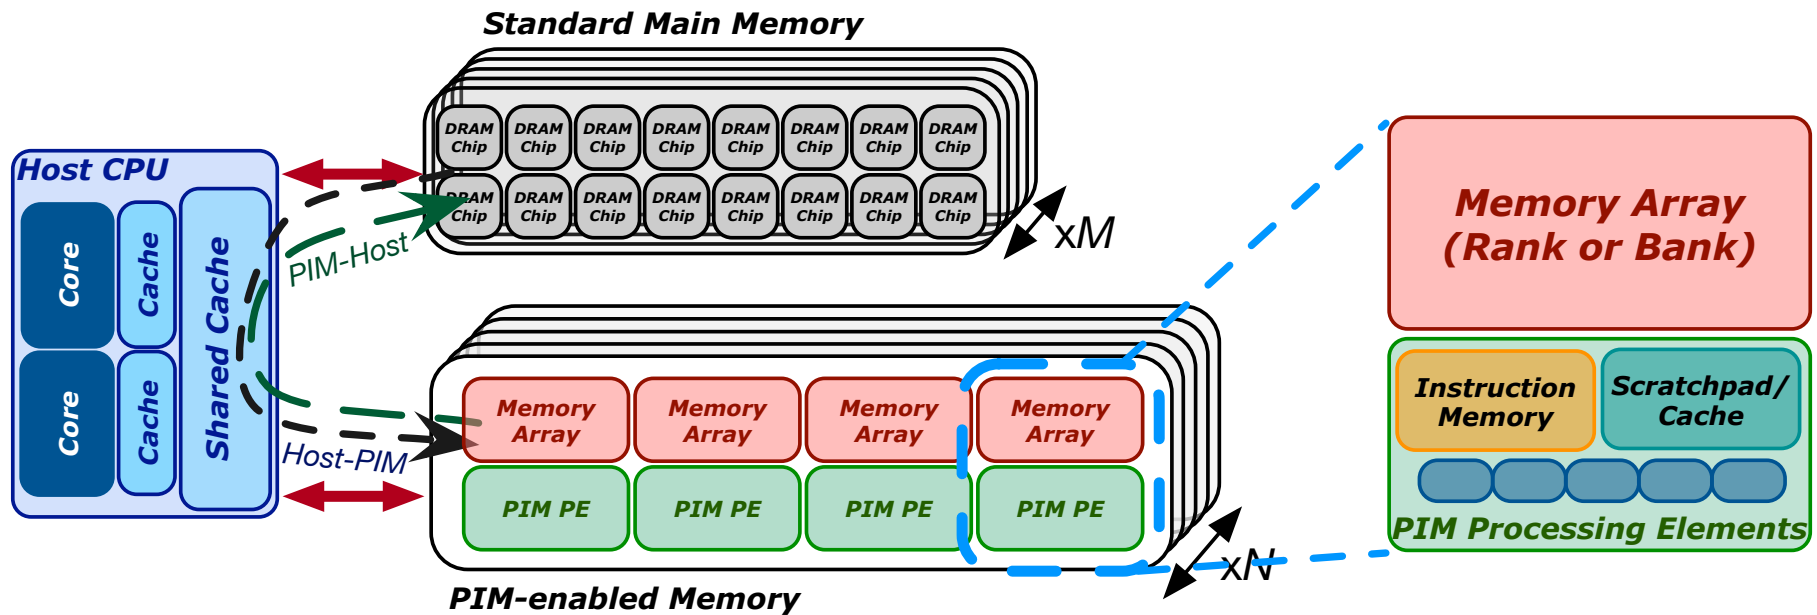 Standard Main Memory
DRAM Chip DRAM Chip DRAM Chip DRAM Chip DRAM Chip DRAM Chip DRAM Chip DRAM Chip
DRAM Chip DRAM Chip DRAM Chip DRAM Chip DRAM Chip DRAM Chip DRAM Chip DRAM Chip
xM
Host CPU
Core
Cache
Core
Cache
Shared Cache
PIM-Host
Host-PIM
Memory Array Memory Array Memory Array Memory Array
PIM PE PIM PE PIM PE PIM PE
xN
PIM-enabled Memory
Memory Array
(Rank or Bank)
Instruction
Memory
Scratchpad/
Cache
PIM Processing Elements